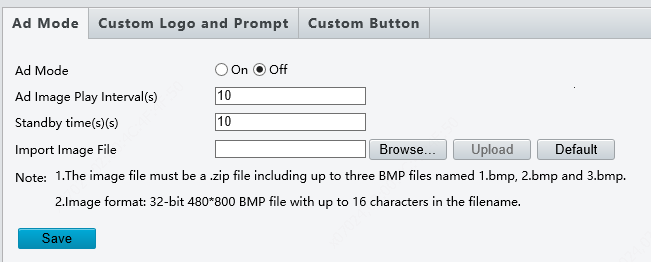 Ad Mode Custom Logo and Prompt Custom Button
Ad Mode On Off
Ad Image Play Interval(s) 10
Standby time(s)(s) 10
Import Image File Browse... Upload Default
Note: 1.The image file must be a .zip file including up to three BMP files named 1.bmp, 2.bmp and 3.bmp.
2.Image format: 32-bit 480*800 BMP file with up to 16 characters in the filename.
Save